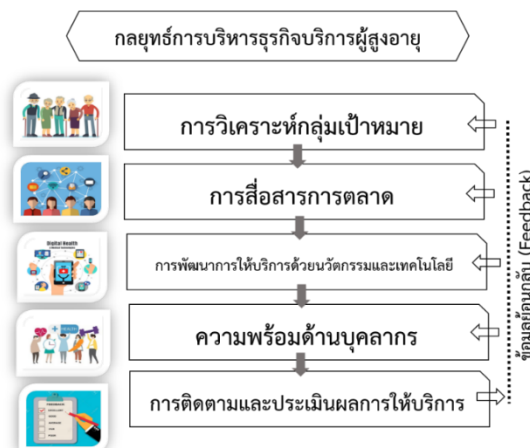 กลยุทธ์การบริหารธุรกิจบริการผู้สูงอายุ
การวิเคราะห์กลุ่มเป้าหมาย
การสื่อสารการตลาด
Digital Health
การพัฒนาการให้บริการด้วยนวัตกรรมและเทคโนโลยี
ความพร้อมด้านบุคลากร
การติดตามและประเมินผลการให้บริการ
ข้อมูลย้อนกลับ (Feedback)